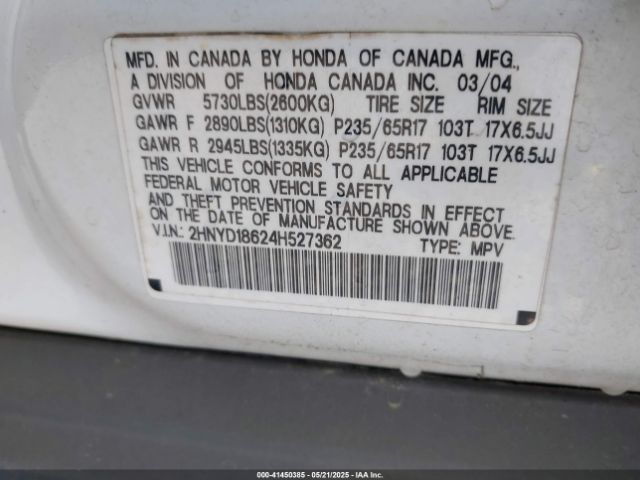 MFD. IN CANADA BY HONDA OF CANADA MFG.,
A DIVISION OF HONDA CANADA INC. 03/04
GVWR 5730LBS(2600KG) TIRE SIZE RIM SIZE
GAWR F 2890LBS(1310KG) P235/65R17 103T 17X6.5JJ
GAWR R 2945LBS(1335KG) P235/65R17 103T 17X6.5JJ
THIS VEHICLE CONFORMS TO ALL APPLICABLE
FEDERAL MOTOR VEHICLE SAFETY
AND THEFT PREVENTION STANDARDS IN EFFECT
ON THE DATE OF MANUFACTURE SHOWN ABOVE.
V.I.N.: 2HNYD18624H527362 TYPE: MPV
000-41450385 - 05/21/2025 - IAA Inc.